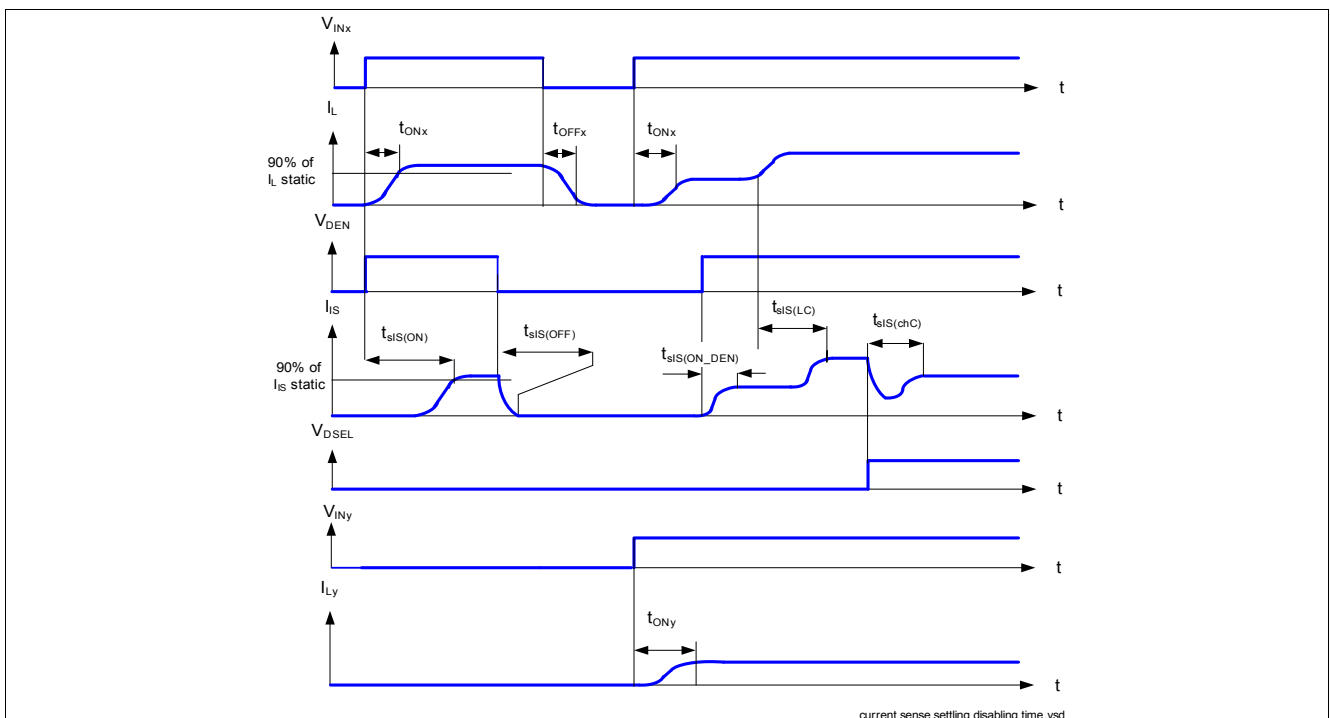 VINx
t
IL
tONx
tOFFx
tONx
90% of
IL static
t
VDEN
t
IIS
tsIS(ON)
tsIS(OFF)
tsIS(LC)
tsIS(chC)
tsIS(ON_DEN)
90% of
IIS static
t
VDSEL
t
VINy
t
ILy
tONy
t
current sense settling disabling time.vsd